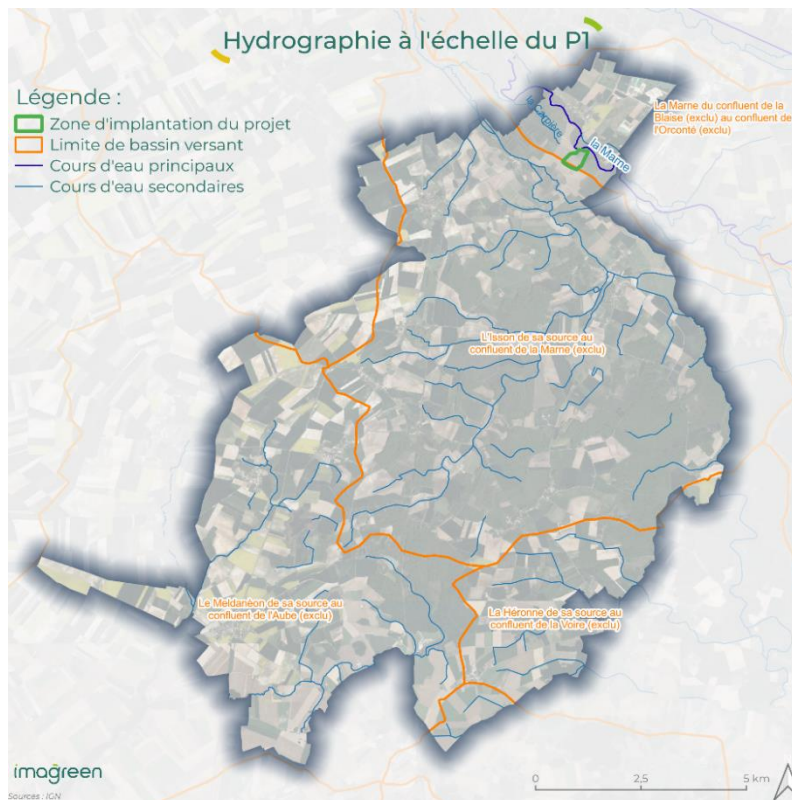 Hydrographie à l'échelle du P1
Légende :
Zone d'implantation du projet
Limite de bassin versant
Cours d'eau principaux
Cours d'eau secondaires
La Marne du confluent de la
Blaise (exclu) au confluent de
l'Orconté (exclu)
la Marne
L'Isson de sa source au
confluent de la Marne (exclu)
Le Meldançon de sa source au
confluent de l'Aube (exclu)
La Héronne de sa source au
confluent de la Voire (exclu)
imagreen
Sources : IGN
0 2,5 5 km